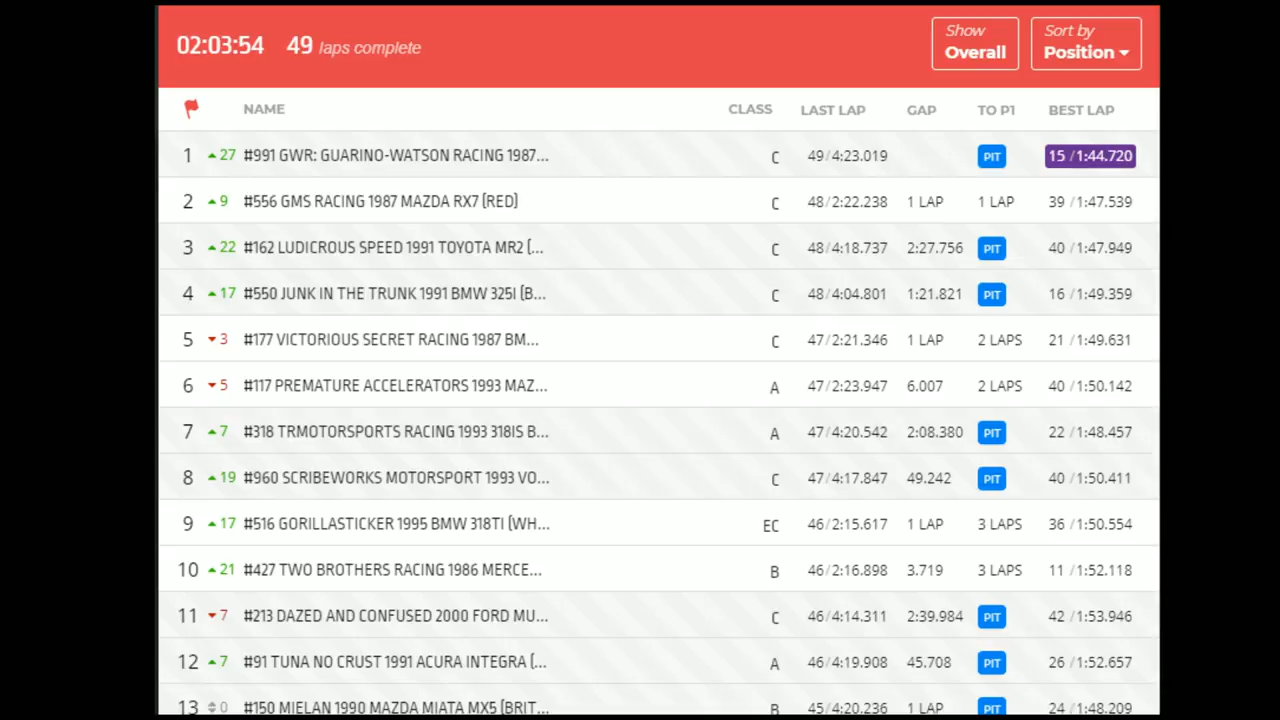 02:03:54 49 laps complete Show Overall Sort by Position
NAME CLASS LAST LAP GAP TO P1 BEST LAP
1 27 #991 GWR: GUARINO-WATSON RACING 1987... C 49/4:23.019 PIT 15 /1:44.720
2 9 #556 GMS RACING 1987 MAZDA RX7 (RED) C 48/2:22.238 1 LAP 1 LAP 39 /1:47.539
3 22 #162 LUDICROUS SPEED 1991 TOYOTA MR2 (... C 48/4:18.737 2:27.756 PIT 40 /1:47.949
4 17 #550 JUNK IN THE TRUNK 1991 BMW 325I (B... C 48/4:04.801 1:21.821 PIT 16 /1:49.359
5 3 #177 VICTORIOUS SECRET RACING 1987 BM... C 47/2:21.346 1 LAP 2 LAPS 21 /1:49.631
6 5 #117 PREMATURE ACCELERATORS 1993 MAZ... A 47/2:23.947 6.007 2 LAPS 40 /1:50.142
7 7 #318 TRMOTORSPORTS RACING 1993 318IS B... A 47/4:20.542 2:08.380 PIT 22 /1:48.457
8 19 #960 SCRIBEWORKS MOTORSPORT 1993 VO... C 47/4:17.847 49.242 PIT 40 /1:50.411
9 17 #516 GORILLASTICKER 1995 BMW 318TI (WH... EC 46/2:15.617 1 LAP 3 LAPS 36 /1:50.554
10 21 #427 TWO BROTHERS RACING 1986 MERCE... B 46/2:16.898 3.719 3 LAPS 11 /1:52.118
11 7 #213 DAZED AND CONFUSED 2000 FORD MU... C 46/4:14.311 2:39.984 PIT 42 /1:53.946
12 7 #91 TUNA NO CRUST 1991 ACURA INTEGRA (... A 46/4:19.908 45.708 PIT 26 /1:52.657
13 0 #150 MIELAN 1990 MAZDA MIATA MX5 (BRIT... B 45/4:20.236 1 LAP PIT 24 /1:48.209